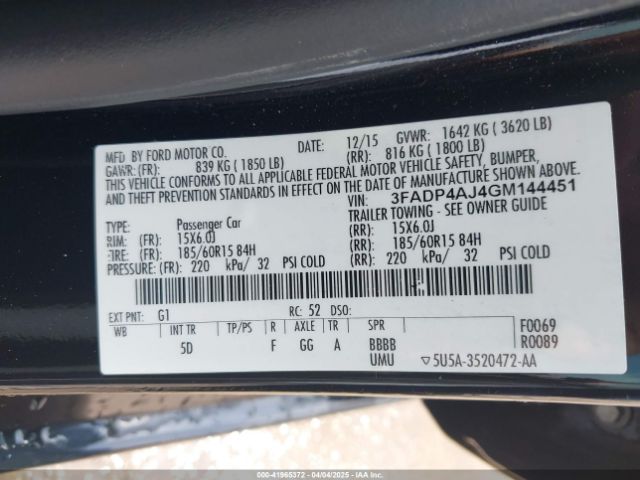 MFD BY FORD MOTOR CO. DATE: 12/15 GVWR: 1642 KG ( 3620 LB)
GAWR: (FR): 839 KG ( 1850 LB) (RR): 816 KG ( 1800 LB)
THIS VEHICLE CONFORMS TO ALL APPLICABLE FEDERAL MOTOR VEHICLE SAFETY, BUMPER,
AND THEFT PREVENTION STANDARDS IN EFFECT ON THE DATE OF MANUFACTURE SHOWN ABOVE.
VIN: 3FADP4AJ4GM144451
TYPE: Passenger Car TRAILER TOWING - SEE OWNER GUIDE
RIM: (FR): 15X6.0J (RR): 15X6.0J
TIRE: (FR): 185/60R15 84H (RR): 185/60R15 84H
PRESSURE: (FR): 220 kPa/ 32 PSI COLD (RR): 220 kPa/ 32 PSI COLD
EXT PNT: G1 RC: 52 DSO: F0069
WB INT TR TP/PS R AXLE TR SPR R0089
5D F GG A BBBB
UMU ▽5U5A-3520472-AA
000-41965372 - 04/04/2025 - IAAI.COM